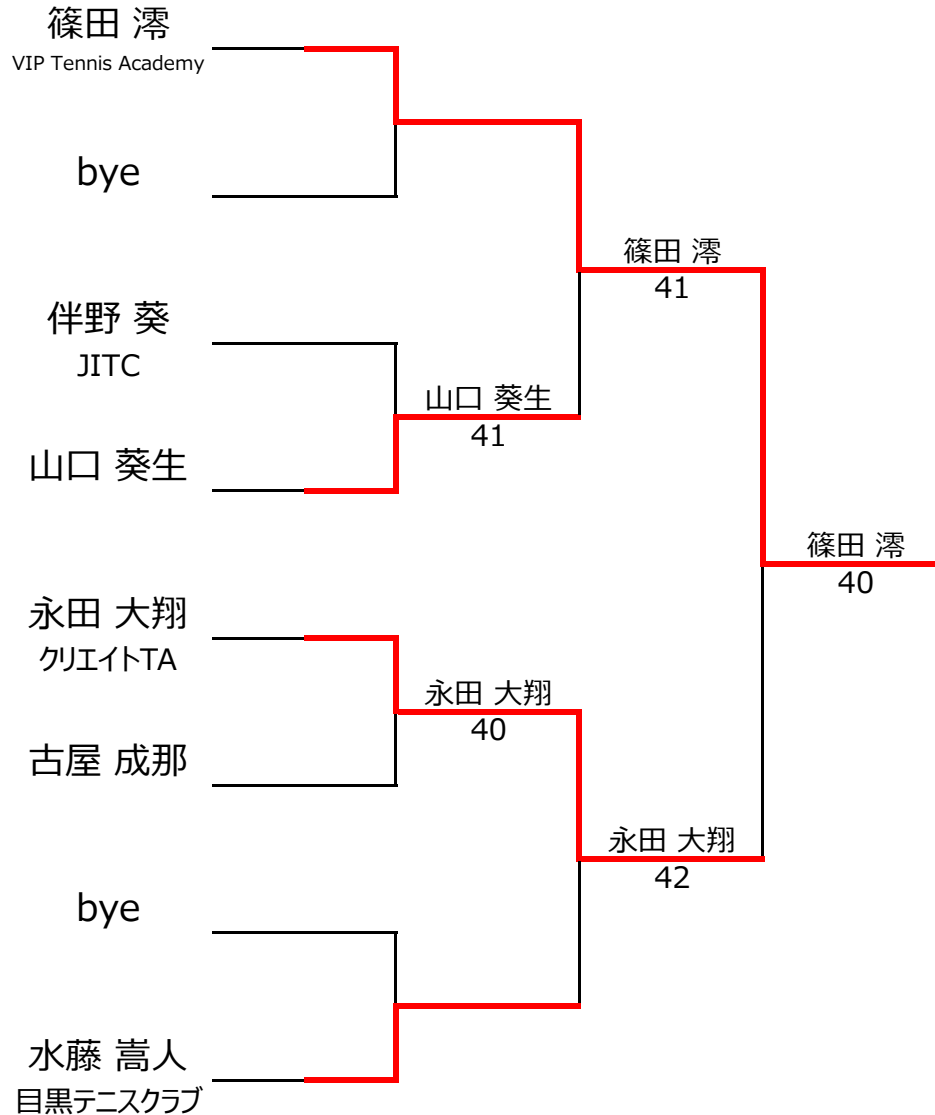 篠田 澪
VIP Tennis Academy
bye
篠田 澪
41
伴野 葵
JITC
山口 葵生
41
山口 葵生
篠田 澪
40
永田 大翔
クリエイトTA
永田 大翔
40
古屋 成那
永田 大翔
42
bye
水藤 嵩人
目黒テニスクラブ